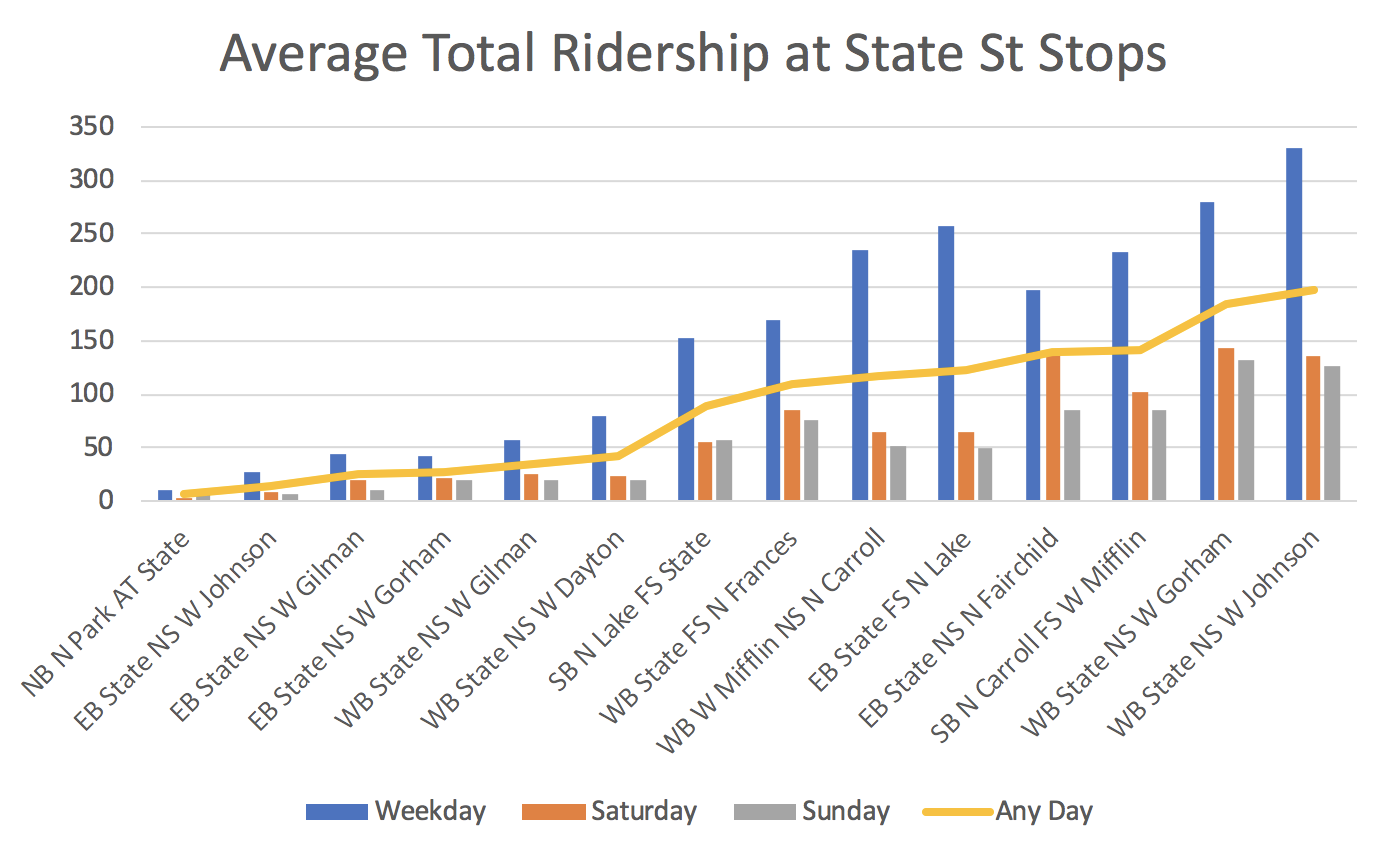 Average Total Ridership at State St Stops
350
300
250
200
150
100
50
0
NB N Park AT State
EB State NS W Johnson
EB State NS W Gilman
EB State NS W Gorham
WB State NS W Gilman
WB State NS W Dayton
SB N Lake FS State
WB State FS N Frances
WB W Mifflin NS N Carroll
EB State FS N Lake
EB State NS N Fairchild
SB N Carroll FS W Mifflin
WB State NS W Gorham
WB State NS W Johnson
Weekday Saturday Sunday Any Day